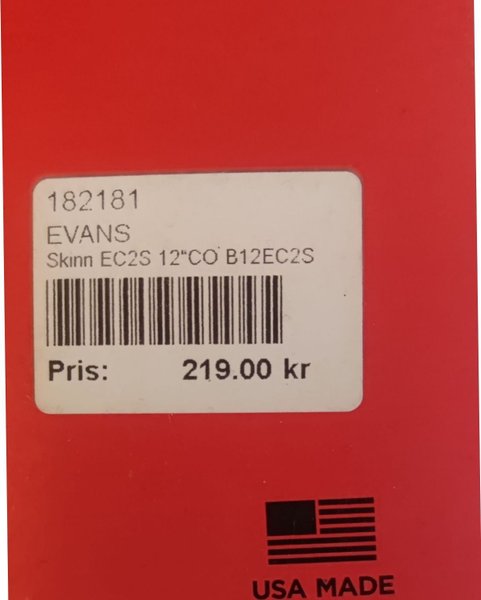 182181
EVANS
Skinn EC2S 12"CO B12EC2S
Pris: 219.00 kr
USA MADE